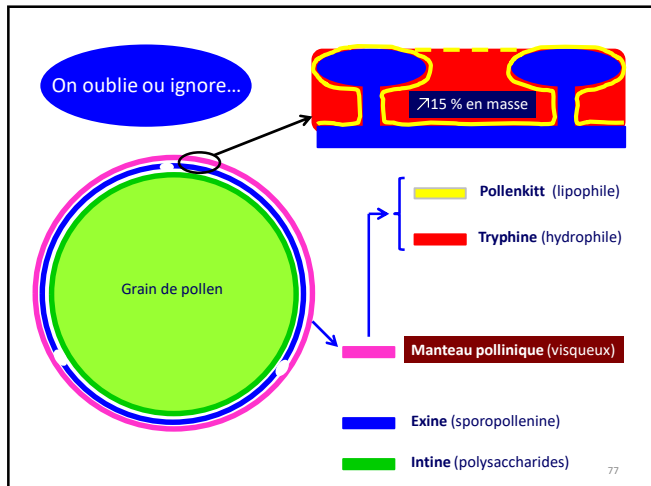 On oublie ou ignore…
↗15 % en masse
Pollenkitt (lipophile)
Tryphine (hydrophile)
Grain de pollen
Manteau pollinique (visqueux)
Exine (sporopollenine)
Intine (polysaccharides)
77